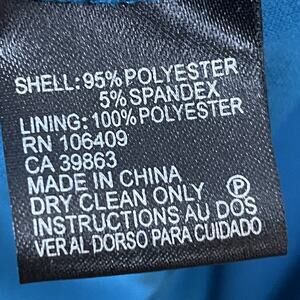 SHELL: 95% POLYESTER
5% SPANDEX
LINING: 100% POLYESTER
RN 106409
CA 39863
MADE IN CHINA
DRY CLEAN ONLY Ⓟ
INSTRUCTIONS AU DOS
VER AL DORSO PARA CUIDADO